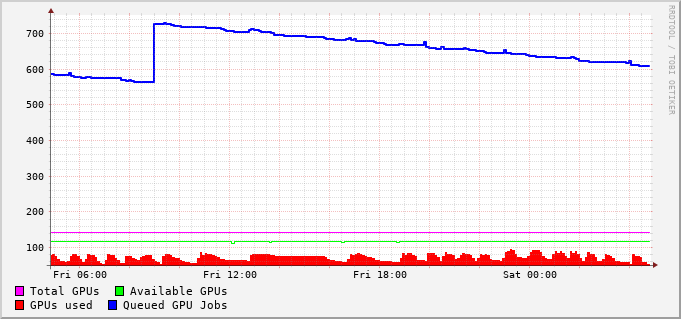 700
600
500
400
300
200
100
Fri 06:00 Fri 12:00 Fri 18:00 Sat 00:00
Total GPUs Available GPUs
GPUs used Queued GPU Jobs
RRDTOOL / TOBI OETIKER